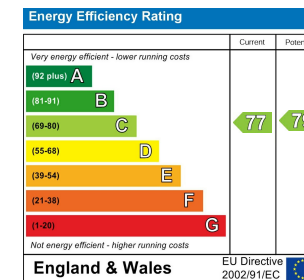 Energy Efficiency Rating
Current
Very energy efficient - lower running costs
(92 plus) A
(81-91) B
(69-80) C 77
(55-68) D
(39-54) E
(21-38) F
(1-20) G
Not energy efficient - higher running costs
England & Wales
EU Directive
2002/91/EC